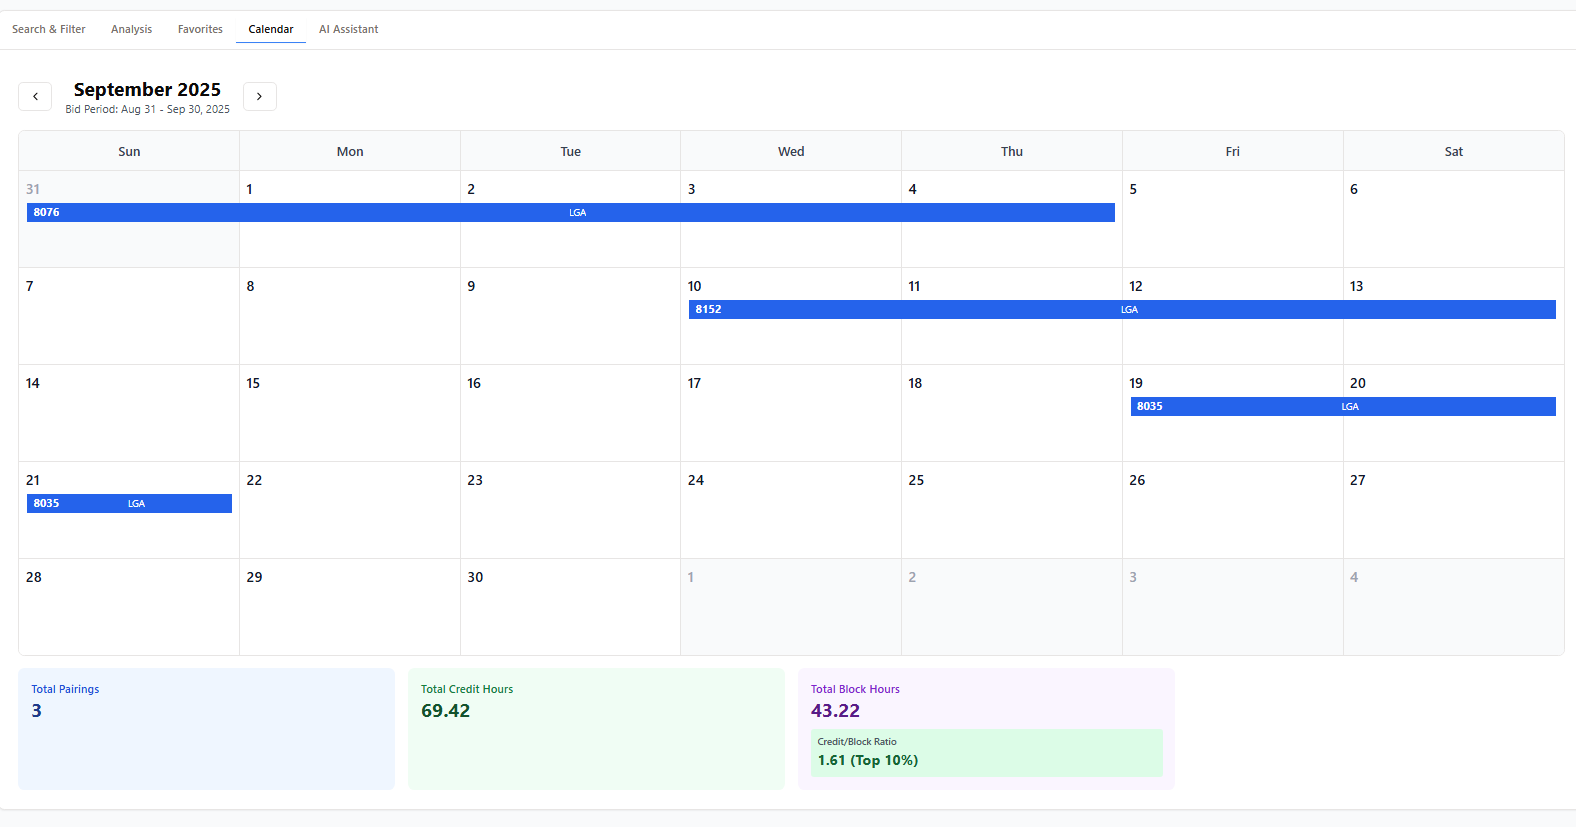 Search & Filter Analysis Favorites Calendar AI Assistant
September 2025
Bid Period: Aug 31 - Sep 30, 2025
Sun Mon Tue Wed Thu Fri Sat
31 1 2 3 4 5 6
8076 LGA
7 8 9 10 11 12 13
8152 LGA
14 15 16 17 18 19 20
8035 LGA
21 22 23 24 25 26 27
8035 LGA
28 29 30 1 2 3 4
Total Pairings
3
Total Credit Hours
69.42
Total Block Hours
43.22
Credit/Block Ratio
1.61 (Top 10%)